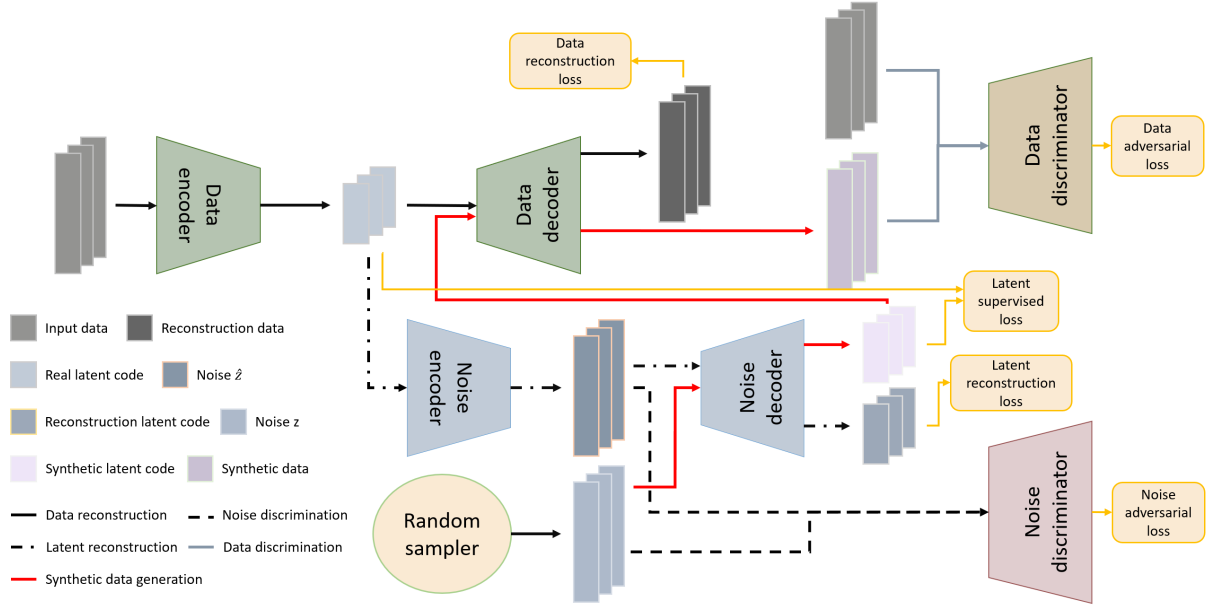 Data
reconstruction
loss
Data
encoder
Data
decoder
Data
discriminator
Data
adversarial
loss
Latent
supervised
loss
Input data
Reconstruction data
Real latent code
Noise ẑ
Reconstruction latent code
Noise z
Synthetic latent code
Synthetic data
Data reconstruction
Noise discrimination
Latent reconstruction
Data discrimination
Synthetic data generation
Noise
encoder
Noise
decoder
Latent
reconstruction
loss
Random
sampler
Noise
discriminator
Noise
adversarial
loss